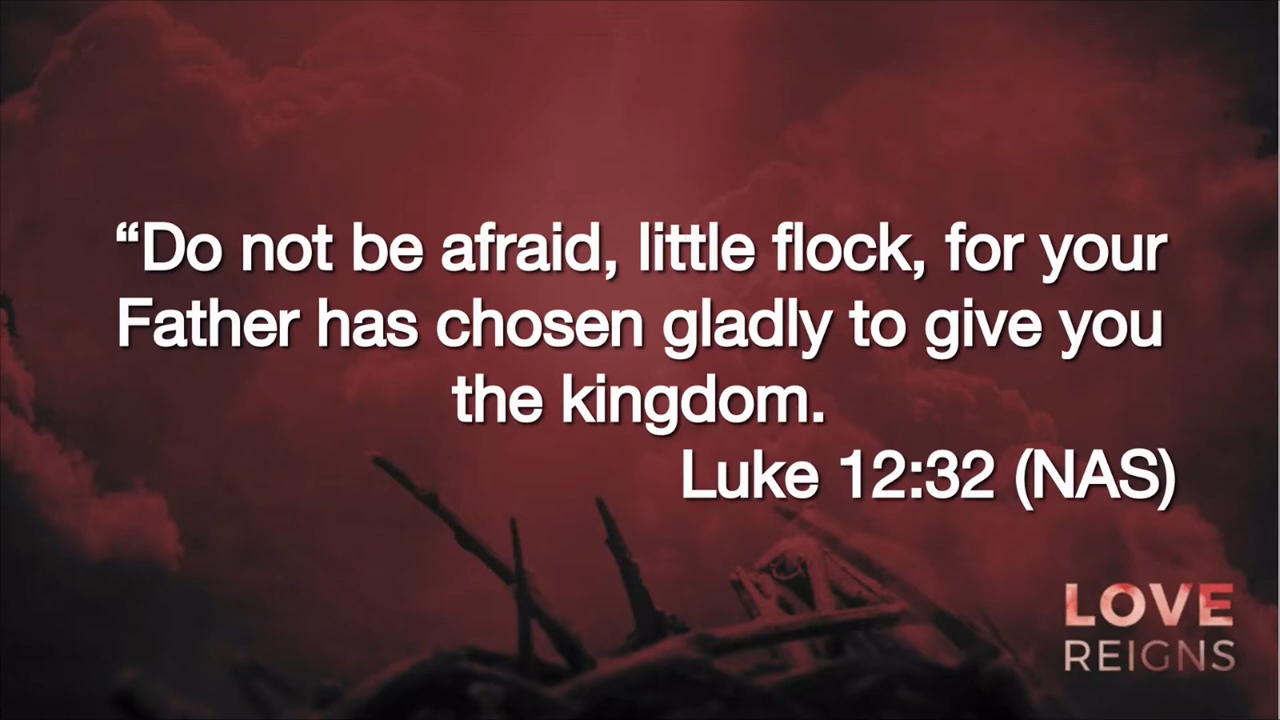 “Do not be afraid, little flock, for your
Father has chosen gladly to give you
the kingdom.
Luke 12:32 (NAS)
LOVE
REIGNS